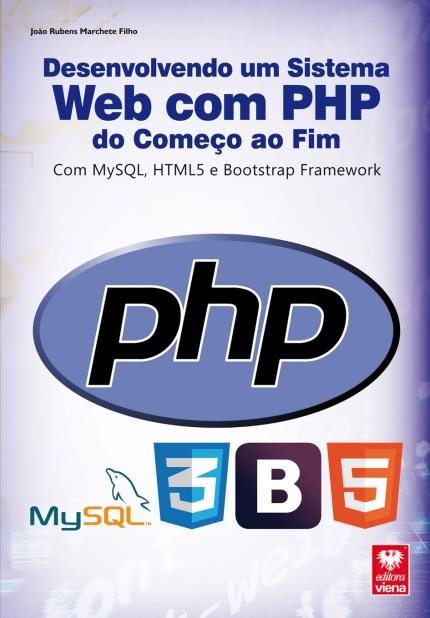 João Rubens Marchete Filho
Desenvolvendo um Sistema
Web com PHP
do Começo ao Fim
Com MySQL, HTML5 e Bootstrap Framework
php
MySQL™
3
B
5
editora
viena